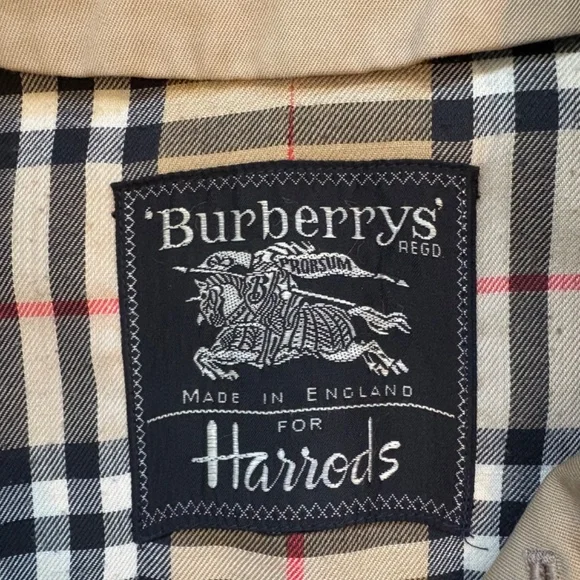 'Burberrys'
REGD
PRORSUM
B
MADE IN ENGLAND
FOR
Harrods